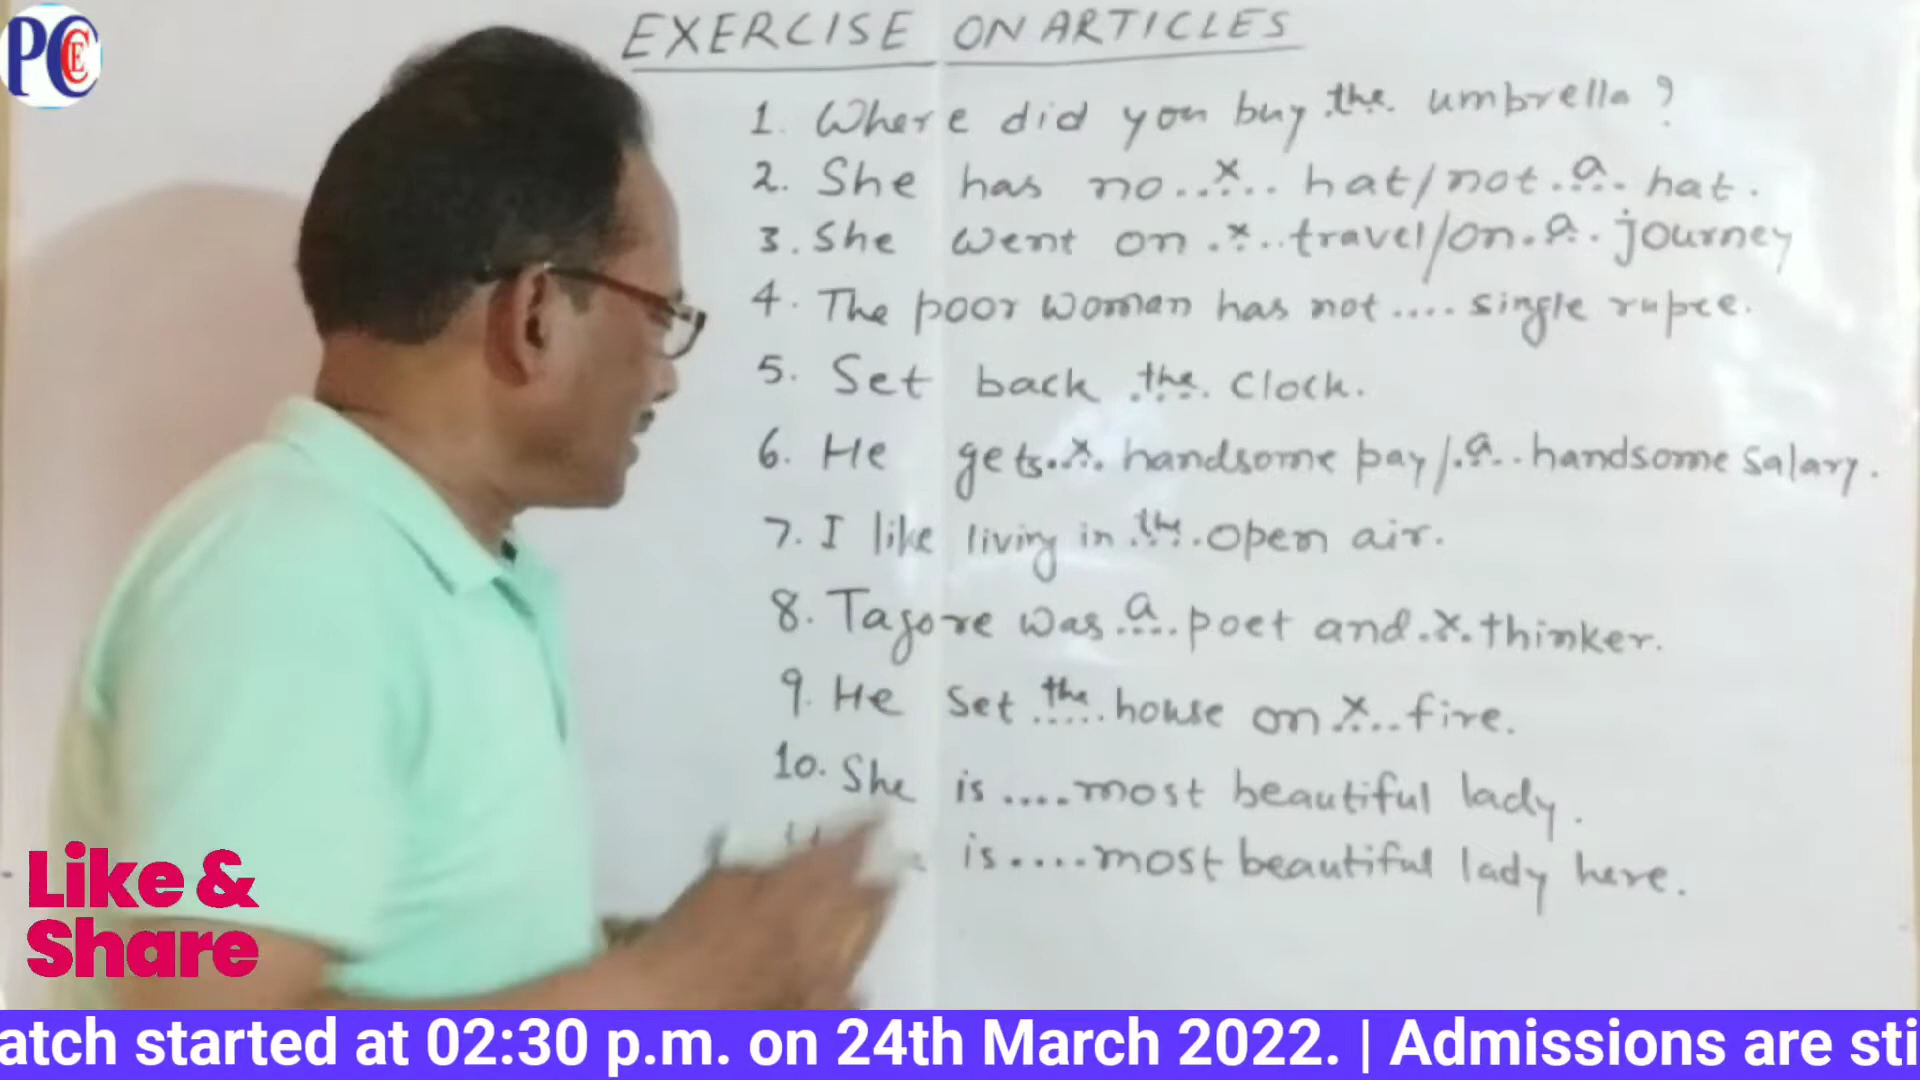 PCEC
EXERCISE ON ARTICLES
1. Where did you buy .the. umbrella ?
2. She has no..x.. hat/not.a.. hat.
3. She went on .x..travel/on.a.. journey
4. The poor woman has not .... single rupee.
5. Set back .the. clock.
6. He gets..x. handsome pay/.a.. handsome salary.
7. I like living in .the..open air.
8. Tagore was .a... poet and .x. thinker.
9. He set the..... house on x... fire.
10. She is ....most beautiful lady.
is ....most beautiful lady here.
Like &
Share
atch started at 02:30 p.m. on 24th March 2022. | Admissions are sti